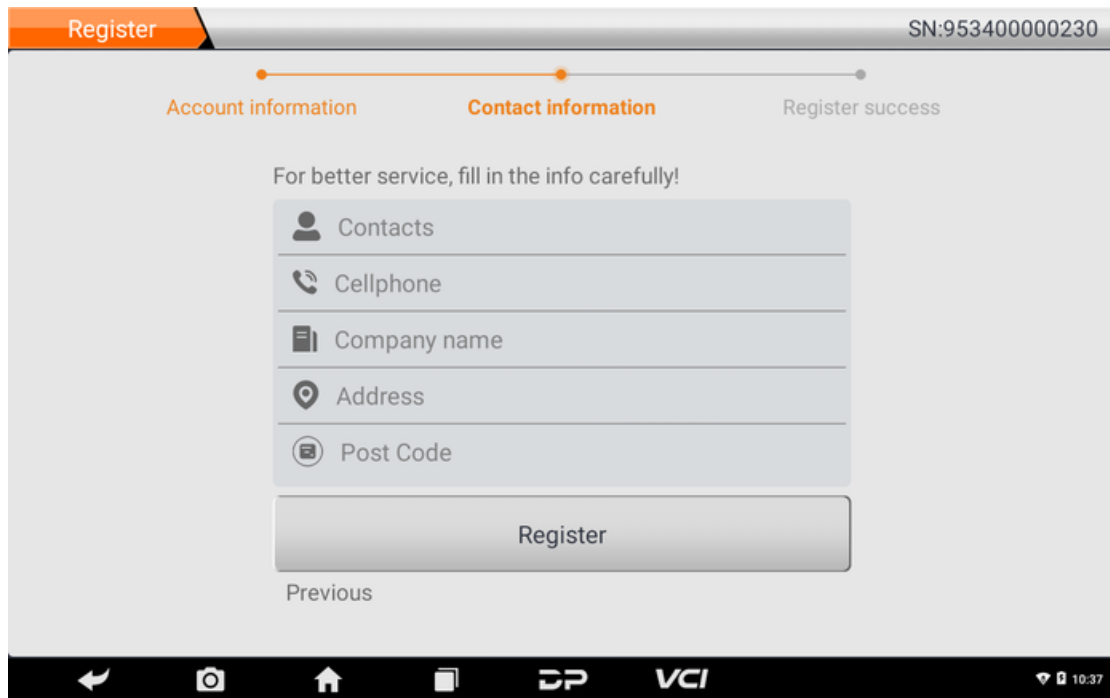 Register
SN:953400000230
Account information
Contact information
Register success
For better service, fill in the info carefully!
Contacts
Cellphone
Company name
Address
Post Code
Register
Previous
DP
VCI
10:37